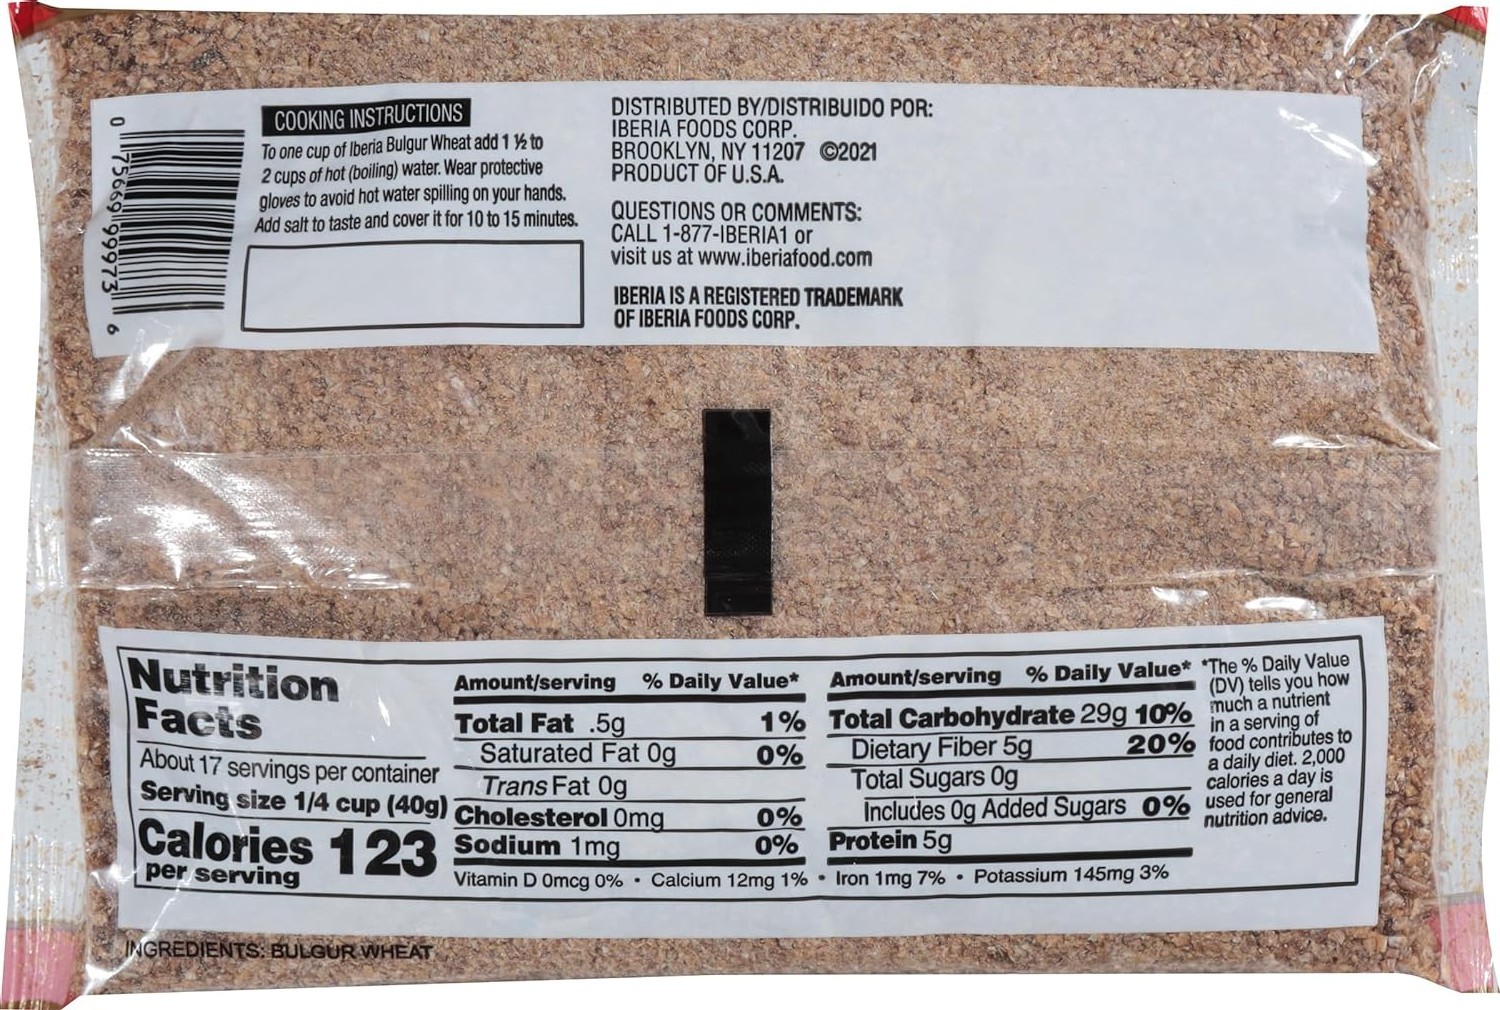 0 75669 99973 6
COOKING INSTRUCTIONS
To one cup of Iberia Bulgur Wheat add 1 ½ to
2 cups of hot (boiling) water. Wear protective
gloves to avoid hot water spilling on your hands.
Add salt to taste and cover it for 10 to 15 minutes.
DISTRIBUTED BY/DISTRIBUIDO POR:
IBERIA FOODS CORP.
BROOKLYN, NY 11207 ©2021
PRODUCT OF U.S.A.
QUESTIONS OR COMMENTS:
CALL 1-877-IBERIA1 or
visit us at www.iberiafood.com
IBERIA IS A REGISTERED TRADEMARK
OF IBERIA FOODS CORP.
Nutrition
Facts
About 17 servings per container
Serving size 1/4 cup (40g)
Calories 123
per serving
Amount/serving % Daily Value*
Total Fat .5g 1%
Saturated Fat 0g 0%
Trans Fat 0g
Cholesterol 0mg 0%
Sodium 1mg 0%
Amount/serving % Daily Value*
Total Carbohydrate 29g 10%
Dietary Fiber 5g 20%
Total Sugars 0g
Includes 0g Added Sugars 0%
Protein 5g
Vitamin D 0mcg 0% • Calcium 12mg 1% • Iron 1mg 7% • Potassium 145mg 3%
*The % Daily Value
(DV) tells you how
much a nutrient
in a serving of
food contributes to
a daily diet. 2,000
calories a day is
used for general
nutrition advice.
INGREDIENTS: BULGUR WHEAT